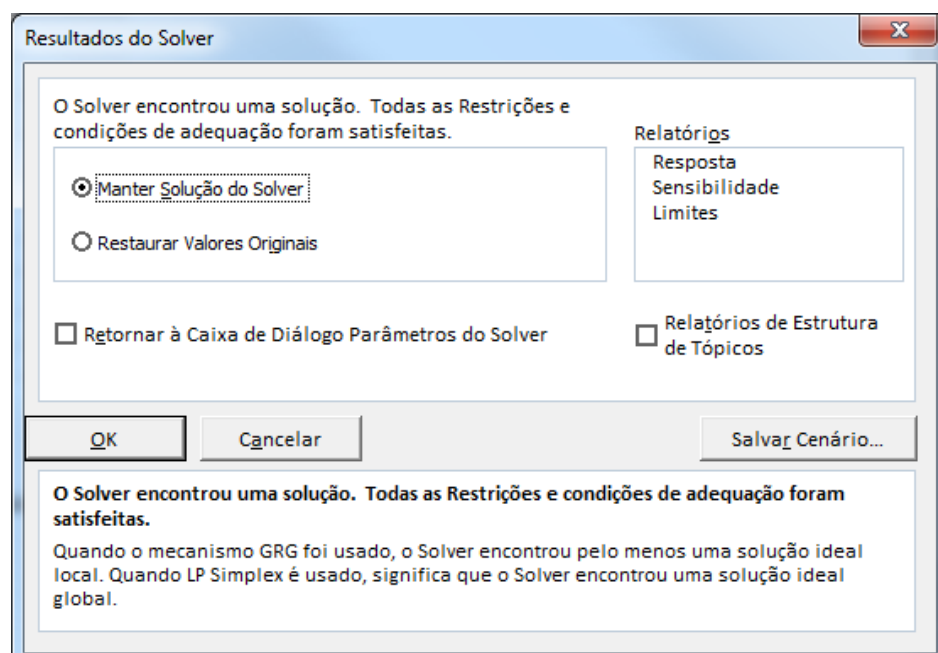 Resultados do Solver
O Solver encontrou uma solução. Todas as Restrições e
condições de adequação foram satisfeitas.
Manter Solução do Solver
Restaurar Valores Originais
Relatórios
Resposta
Sensibilidade
Limites
Retornar à Caixa de Diálogo Parâmetros do Solver
Relatórios de Estrutura
de Tópicos
OK
Cancelar
Salvar Cenário...
O Solver encontrou uma solução. Todas as Restrições e condições de adequação foram
satisfeitas.
Quando o mecanismo GRG foi usado, o Solver encontrou pelo menos uma solução ideal
local. Quando LP Simplex é usado, significa que o Solver encontrou uma solução ideal
global.